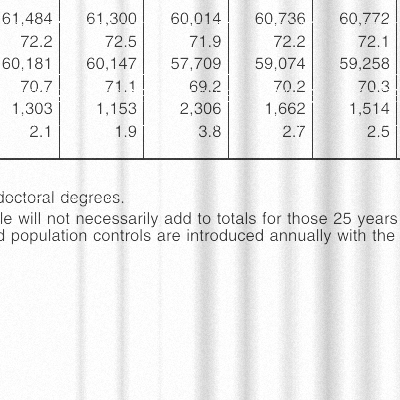 61,484 61,300 60,014 60,736 60,772
72.2 72.5 71.9 72.2 72.1
60,181 60,147 57,709 59,074 59,258
70.7 71.1 69.2 70.2 70.3
1,303 1,153 2,306 1,662 1,514
2.1 1.9 3.8 2.7 2.5
doctoral degrees.
le will not necessarily add to totals for those 25 years
d population controls are introduced annually with the